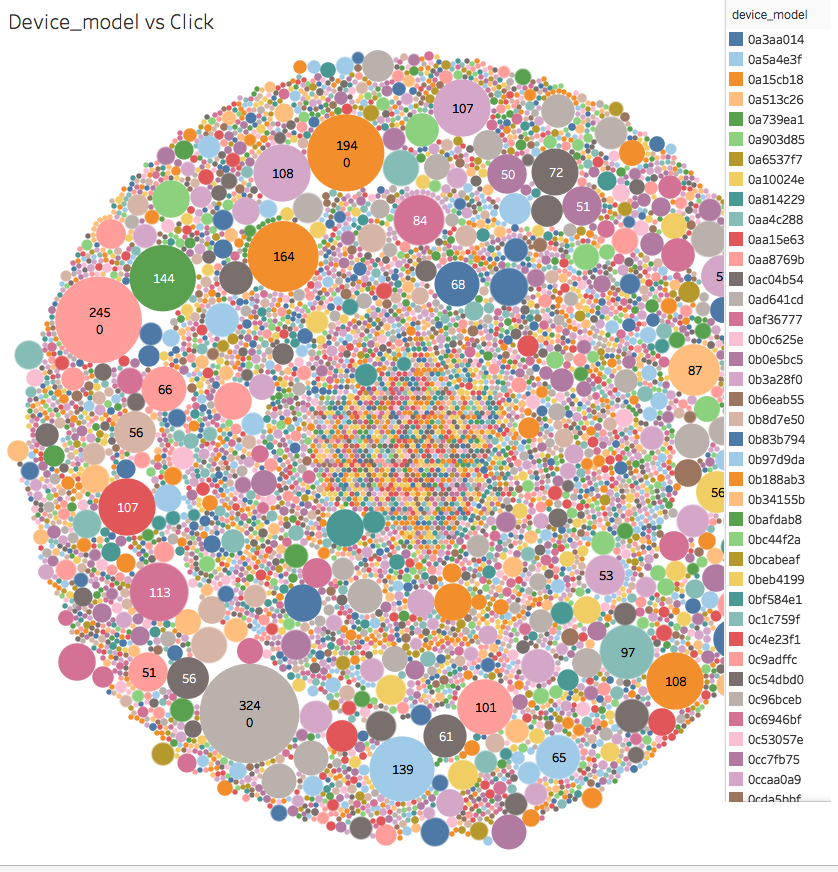 Device_model vs Click
107
194
0
108
50
72
51
84
164
144
68
5
245
0
87
66
56
56
107
53
113
97
51
56
108
324
0
101
61
65
139
device_model
0a3aa014
0a5a4e3f
0a15cb18
0a513c26
0a739ea1
0a903d85
0a6537f7
0a10024e
0a814229
0aa4c288
0aa15e63
0aa8769b
0ac04b54
0ad641cd
0af36777
0b0c625e
0b0e5bc5
0b3a28f0
0b6eab55
0b8d7e50
0b83b794
0b97d9da
0b188ab3
0b34155b
0bafdab8
0bc44f2a
0bcabeaf
0beb4199
0bf584e1
0c1c759f
0c4e23f1
0c9adffc
0c54dbd0
0c96bceb
0c6946bf
0c53057e
0cc7fb75
0ccaa0a9
0cda5bbf